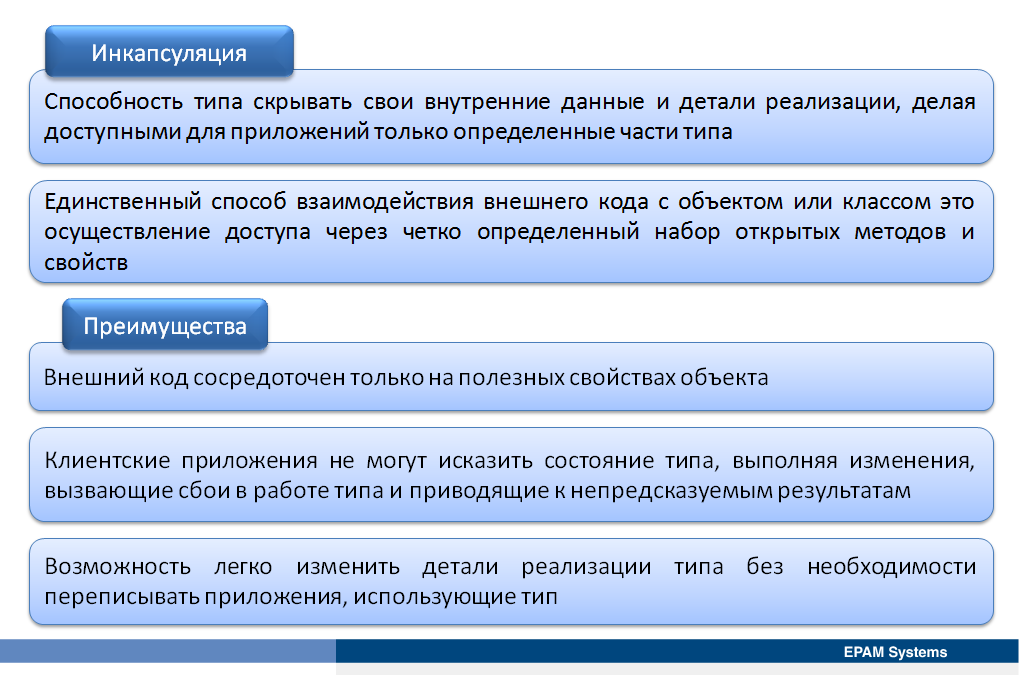 Инкапсуляция
Способность типа скрывать свои внутренние данные и детали реализации, делая
доступными для приложений только определенные части типа
Единственный способ взаимодействия внешнего кода с объектом или классом это
осуществление доступа через четко определенный набор открытых методов и
свойств
Преимущества
Внешний код сосредоточен только на полезных свойствах объекта
Клиентские приложения не могут исказить состояние типа, выполняя изменения,
вызвающие сбои в работе типа и приводящие к непредсказуемым результатам
Возможность легко изменить детали реализации типа без необходимости
переписывать приложения, использующие тип
EPAM Systems